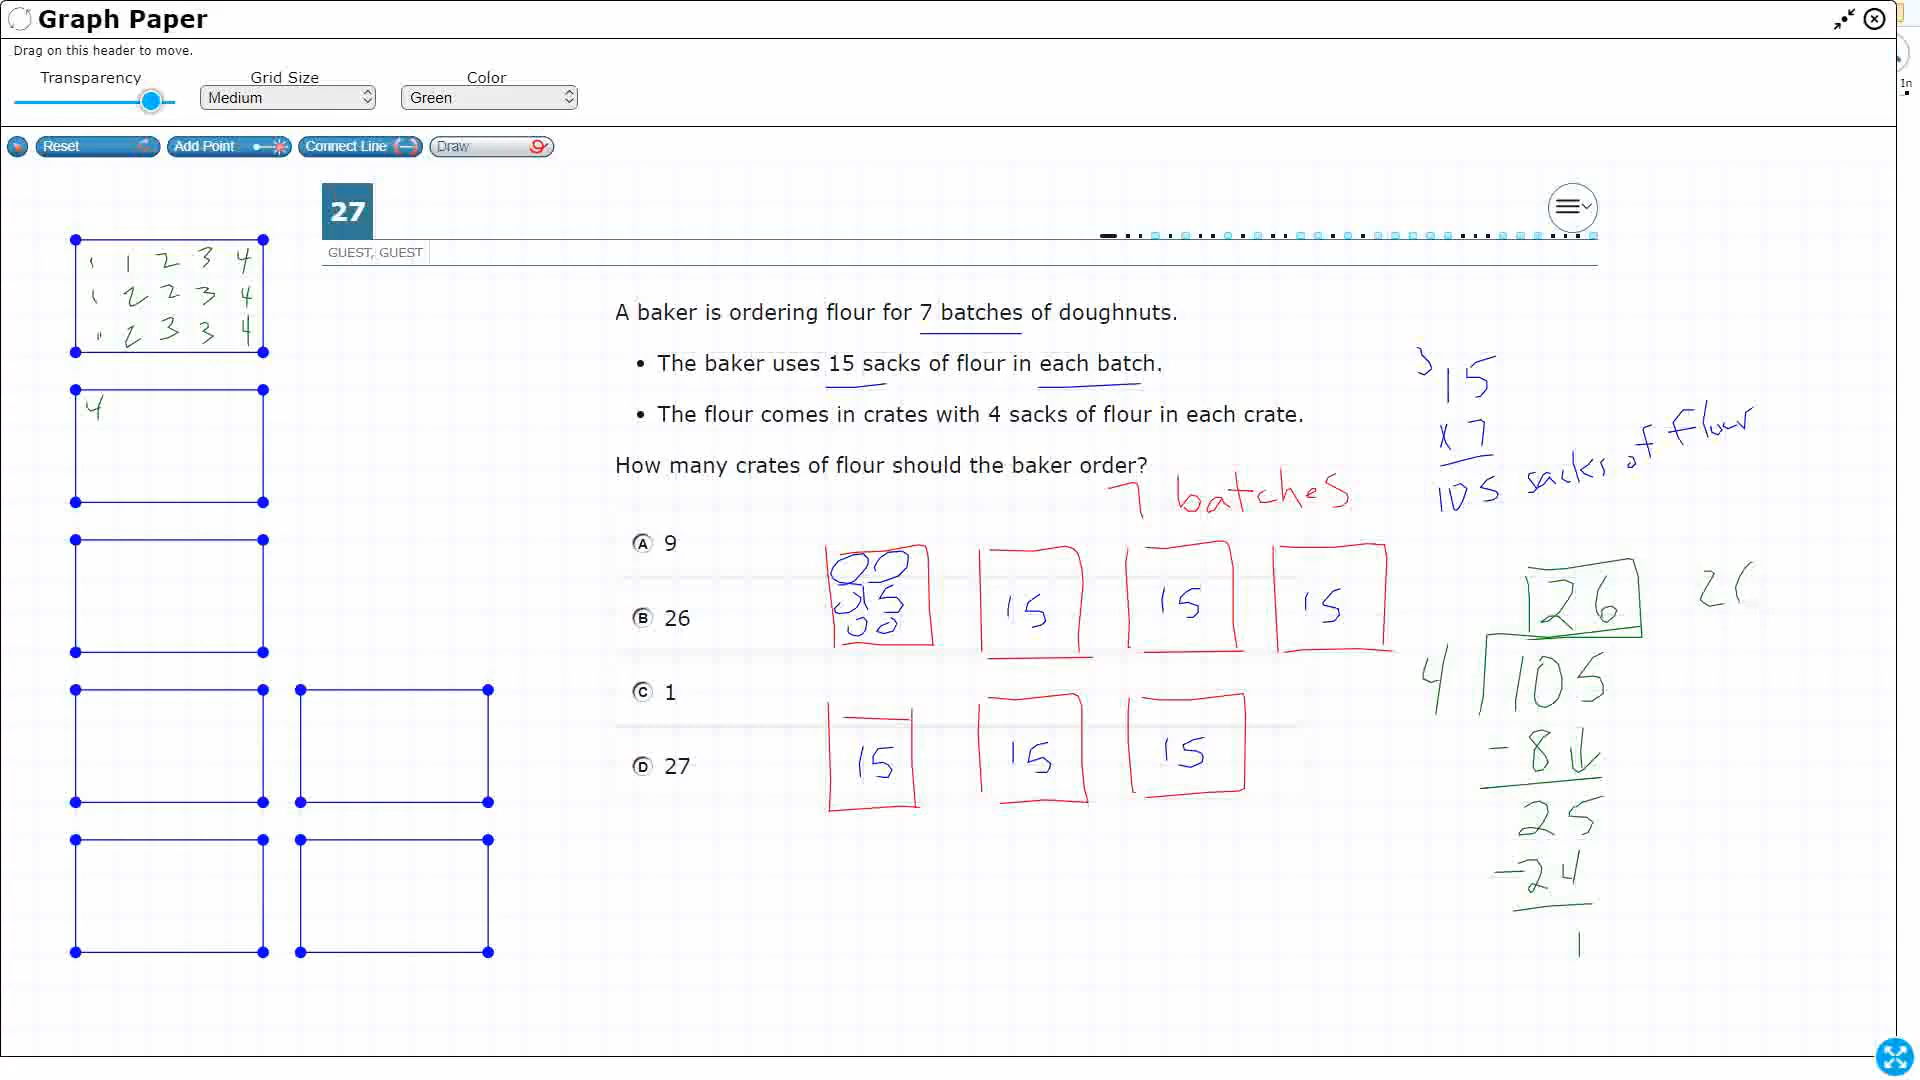 Graph Paper
Drag on this header to move.
Transparency
Grid Size
Color
Medium
Green
Reset
Add Point
Connect Line
Draw
27
GUEST, GUEST
1 1 2 3 4
1 2 2 3 4
2 3 3 4
4
A baker is ordering flour for 7 batches of doughnuts.
• The baker uses 15 sacks of flour in each batch.
• The flour comes in crates with 4 sacks of flour in each crate.
How many crates of flour should the baker order?
A 9
B 26
C 1
D 27
7 batches
15 15 15 15
15 15 15
3
15
x 7
105 sacks of flour
26
4 105
- 8
25
- 24
1